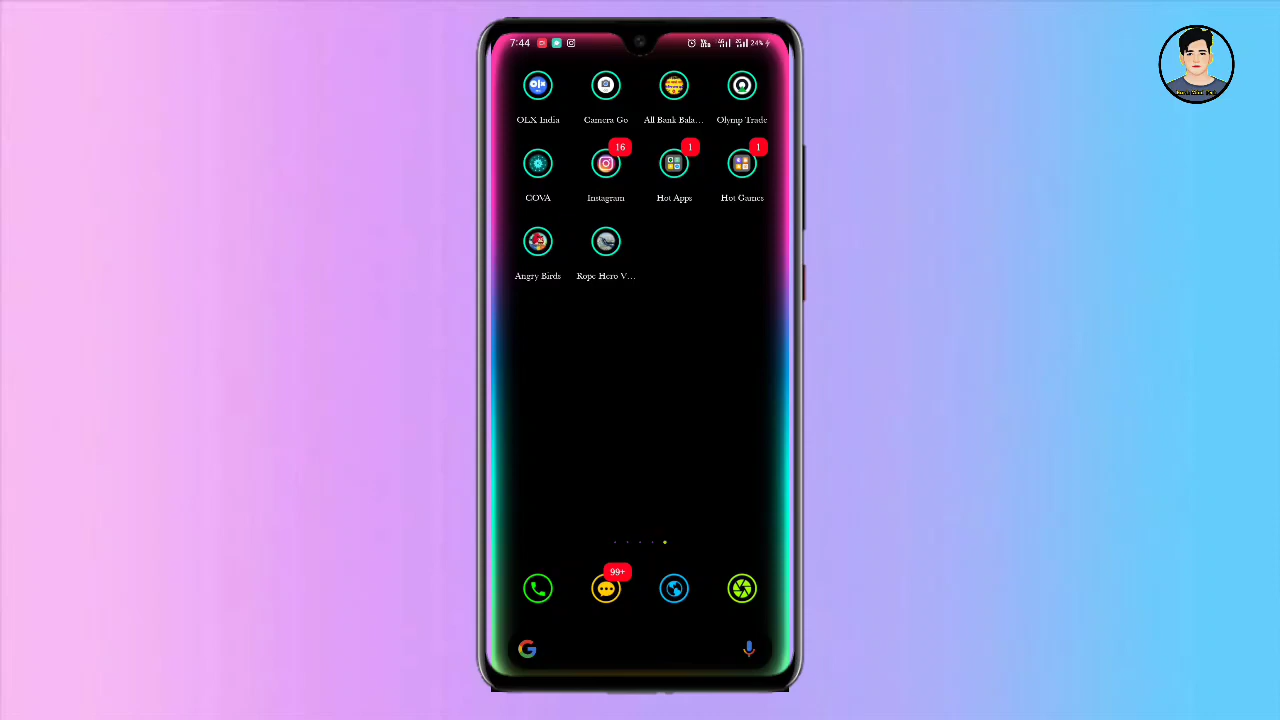 7:44
24%
OLX India
Camera Go
All Bank Bala...
Olymp Trade
16
1
1
COVA
Instagram
Hot Apps
Hot Games
Angry Birds
Rope Hero V...
99+